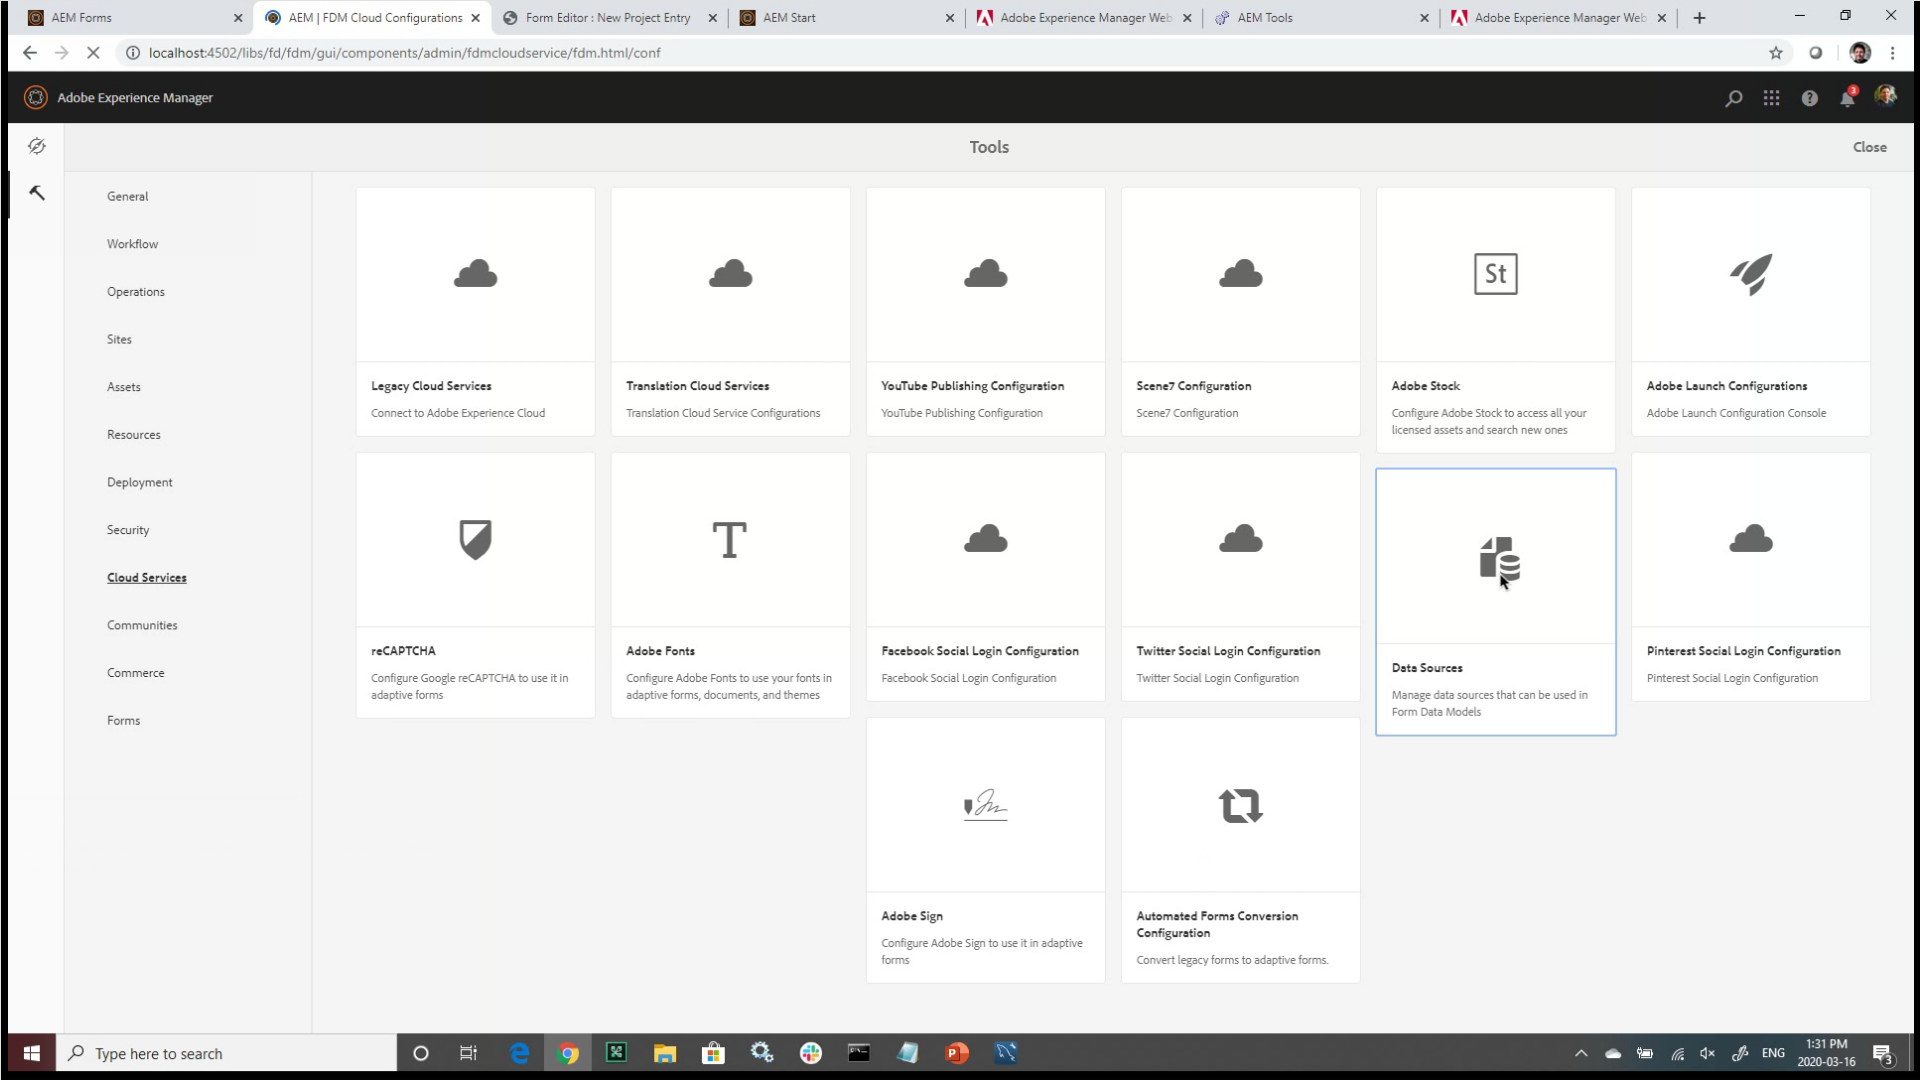 AEM Forms
AEM | FDM Cloud Configurations
Form Editor : New Project Entry
AEM Start
Adobe Experience Manager Web
AEM Tools
Adobe Experience Manager Web
localhost:4502/libs/fd/fdm/gui/components/admin/fdmcloudservice/fdm.html/conf
Adobe Experience Manager
3
Tools
Close
General
Workflow
Operations
Sites
Assets
Resources
Deployment
Security
Cloud Services
Communities
Commerce
Forms
Legacy Cloud Services
Connect to Adobe Experience Cloud
Translation Cloud Services
Translation Cloud Service Configurations
YouTube Publishing Configuration
YouTube Publishing Configuration
Scene7 Configuration
Scene7 Configuration
St
Adobe Stock
Configure Adobe Stock to access all your
licensed assets and search new ones
Adobe Launch Configurations
Adobe Launch Configuration Console
reCAPTCHA
Configure Google reCAPTCHA to use it in
adaptive forms
T
Adobe Fonts
Configure Adobe Fonts to use your fonts in
adaptive forms, documents, and themes
Facebook Social Login Configuration
Facebook Social Login Configuration
Twitter Social Login Configuration
Twitter Social Login Configuration
Data Sources
Manage data sources that can be used in
Form Data Models
Pinterest Social Login Configuration
Pinterest Social Login Configuration
Adobe Sign
Configure Adobe Sign to use it in adaptive
forms
Automated Forms Conversion
Configuration
Convert legacy forms to adaptive forms.
Type here to search
ENG
1:31 PM
2020-03-16
3